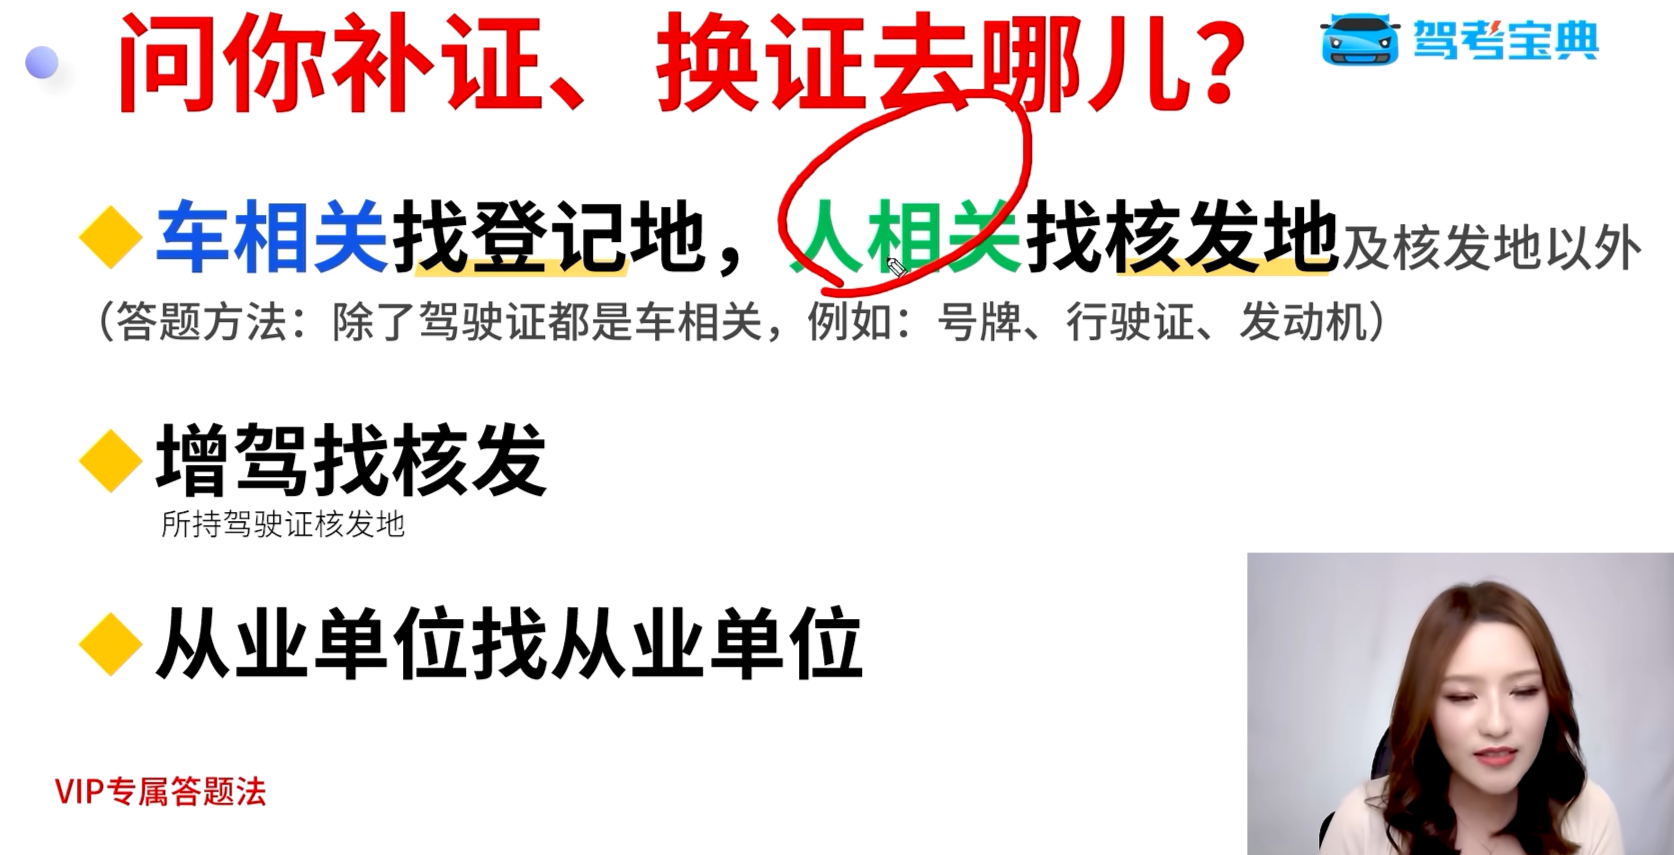 问你补证、换证去哪儿？
驾考宝典
车相关找登记地，人相关找核发地及核发地以外
（答题方法：除了驾驶证都是车相关，例如：号牌、行驶证、发动机）
增驾找核发
所持驾驶证核发地
从业单位找从业单位
VIP专属答题法